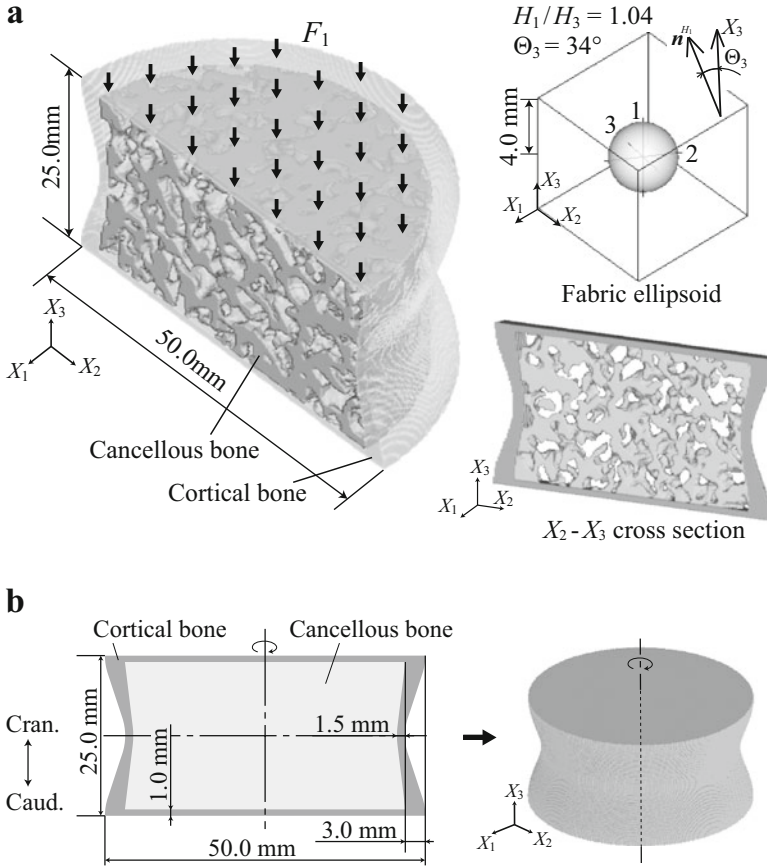 a
F1
25.0mm
50.0mm
X3
X1
X2
Cancellous bone
Cortical bone
H1/H3 = 1.04
Θ3 = 34°
nH1
X3
Θ3
4.0 mm
1
3
2
X3
X1
X2
Fabric ellipsoid
X3
X1
X2
X2 - X3 cross section
b
Cortical bone
Cancellous bone
Cran.
Caud.
25.0 mm
1.0 mm
1.5 mm
3.0 mm
50.0 mm
X3
X1
X2